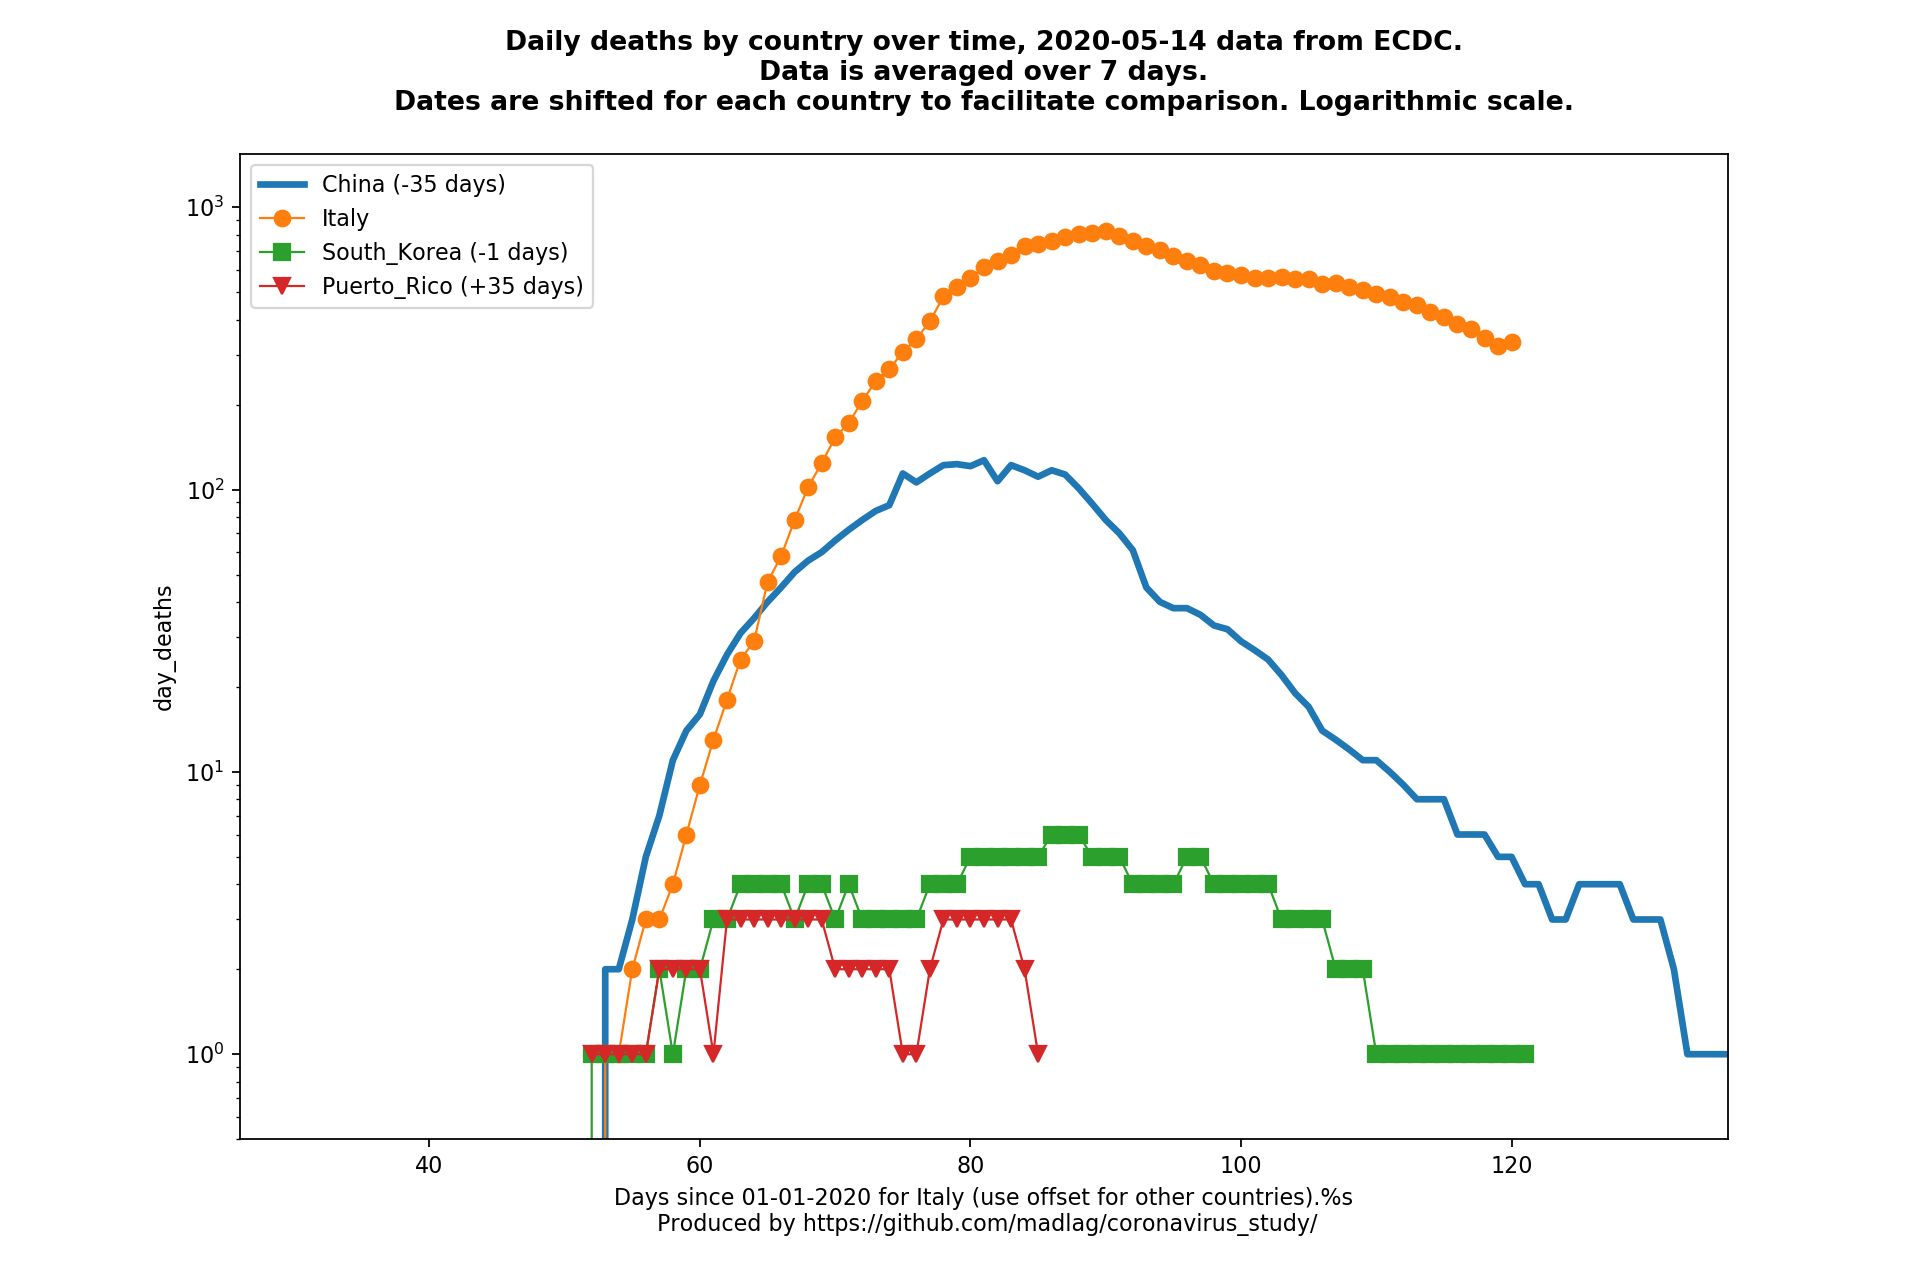 Daily deaths by country over time, 2020-05-14 data from ECDC.
Data is averaged over 7 days.
Dates are shifted for each country to facilitate comparison. Logarithmic scale.
China (-35 days)
Italy
South_Korea (-1 days)
Puerto_Rico (+35 days)
10³
10²
10¹
10⁰
day_deaths
40 60 80 100 120
Days since 01-01-2020 for Italy (use offset for other countries).%s
Produced by https://github.com/madlag/coronavirus_study/